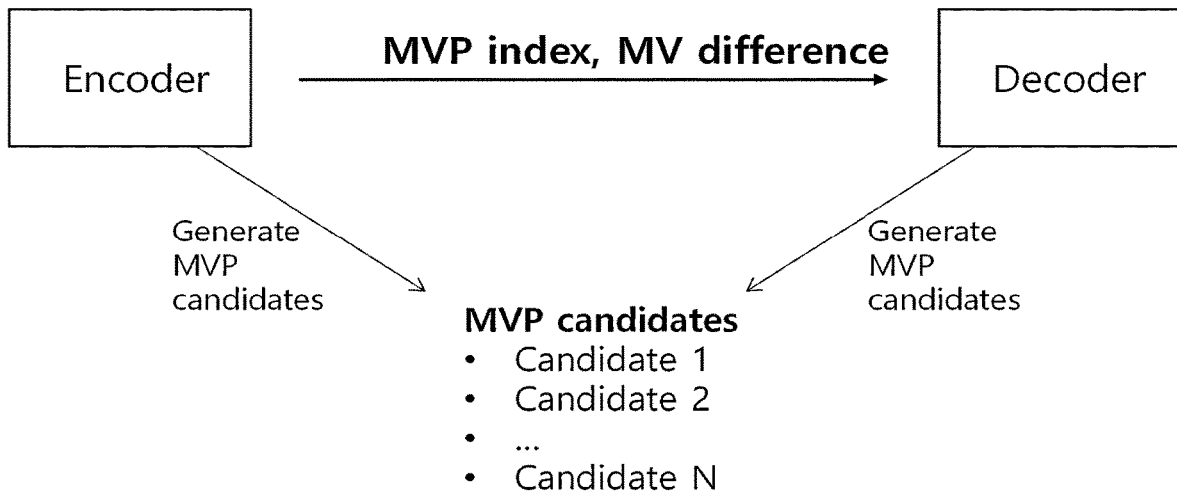 Encoder
MVP index, MV difference
Decoder
Generate
MVP
candidates
Generate
MVP
candidates
MVP candidates
• Candidate 1
• Candidate 2
• ...
• Candidate N